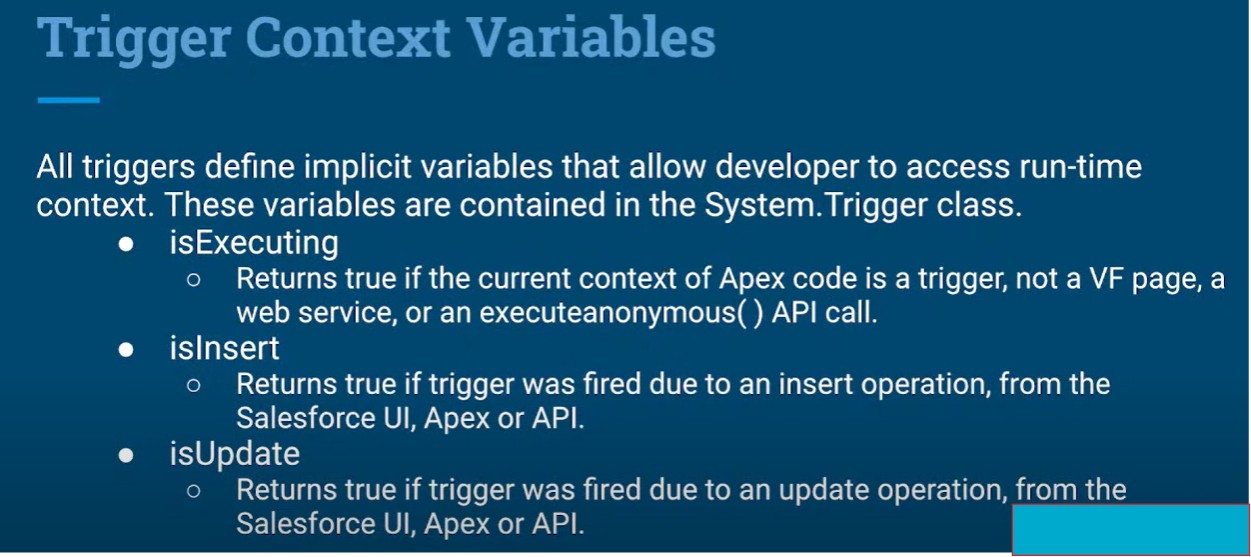 Trigger Context Variables
All triggers define implicit variables that allow developer to access run-time
context. These variables are contained in the System.Trigger class.
● isExecuting
○ Returns true if the current context of Apex code is a trigger, not a VF page, a
web service, or an executeanonymous( ) API call.
● isInsert
○ Returns true if trigger was fired due to an insert operation, from the
Salesforce UI, Apex or API.
● isUpdate
○ Returns true if trigger was fired due to an update operation, from the
Salesforce UI, Apex or API.